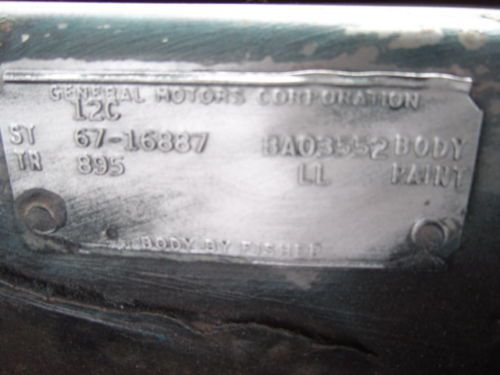 GENERAL MOTORS CORPORATION
12C
ST 67-16887 BA03552 BODY
TR 895 LL PAINT
BODY BY FISHER